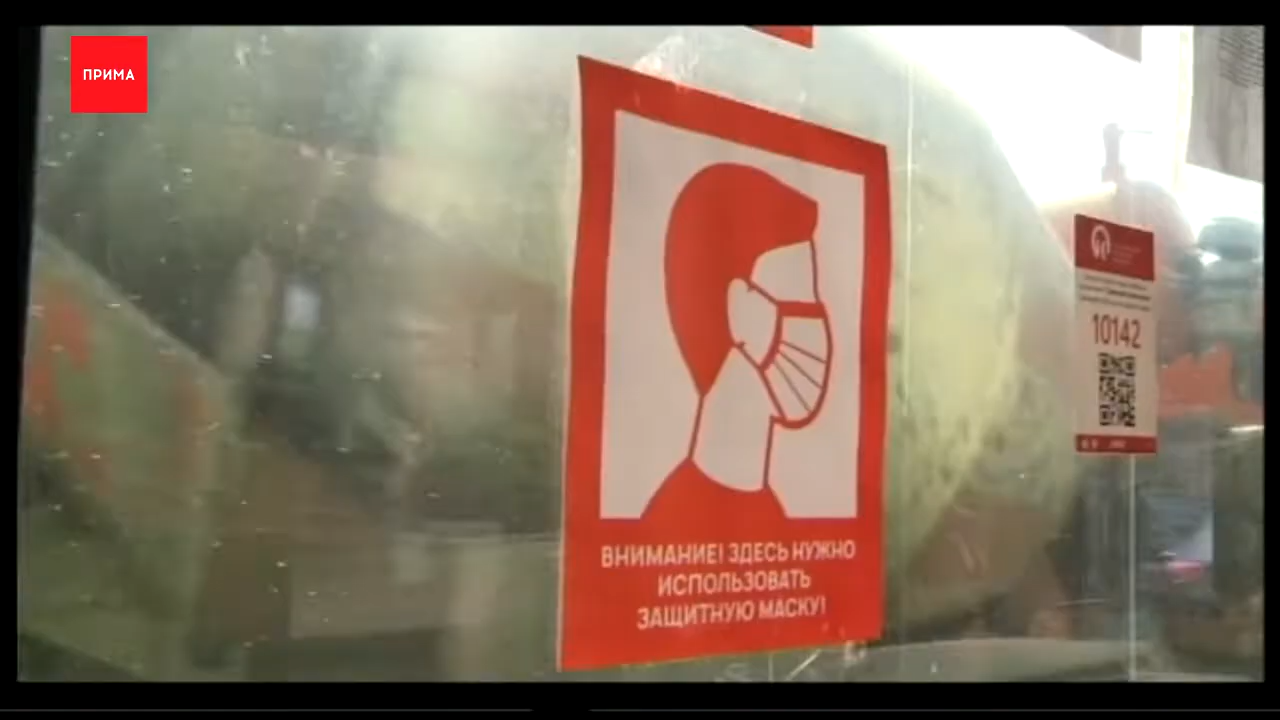 ПРИМА
ВНИМАНИЕ! ЗДЕСЬ НУЖНО
ИСПОЛЬЗОВАТЬ
ЗАЩИТНУЮ МАСКУ!
10142